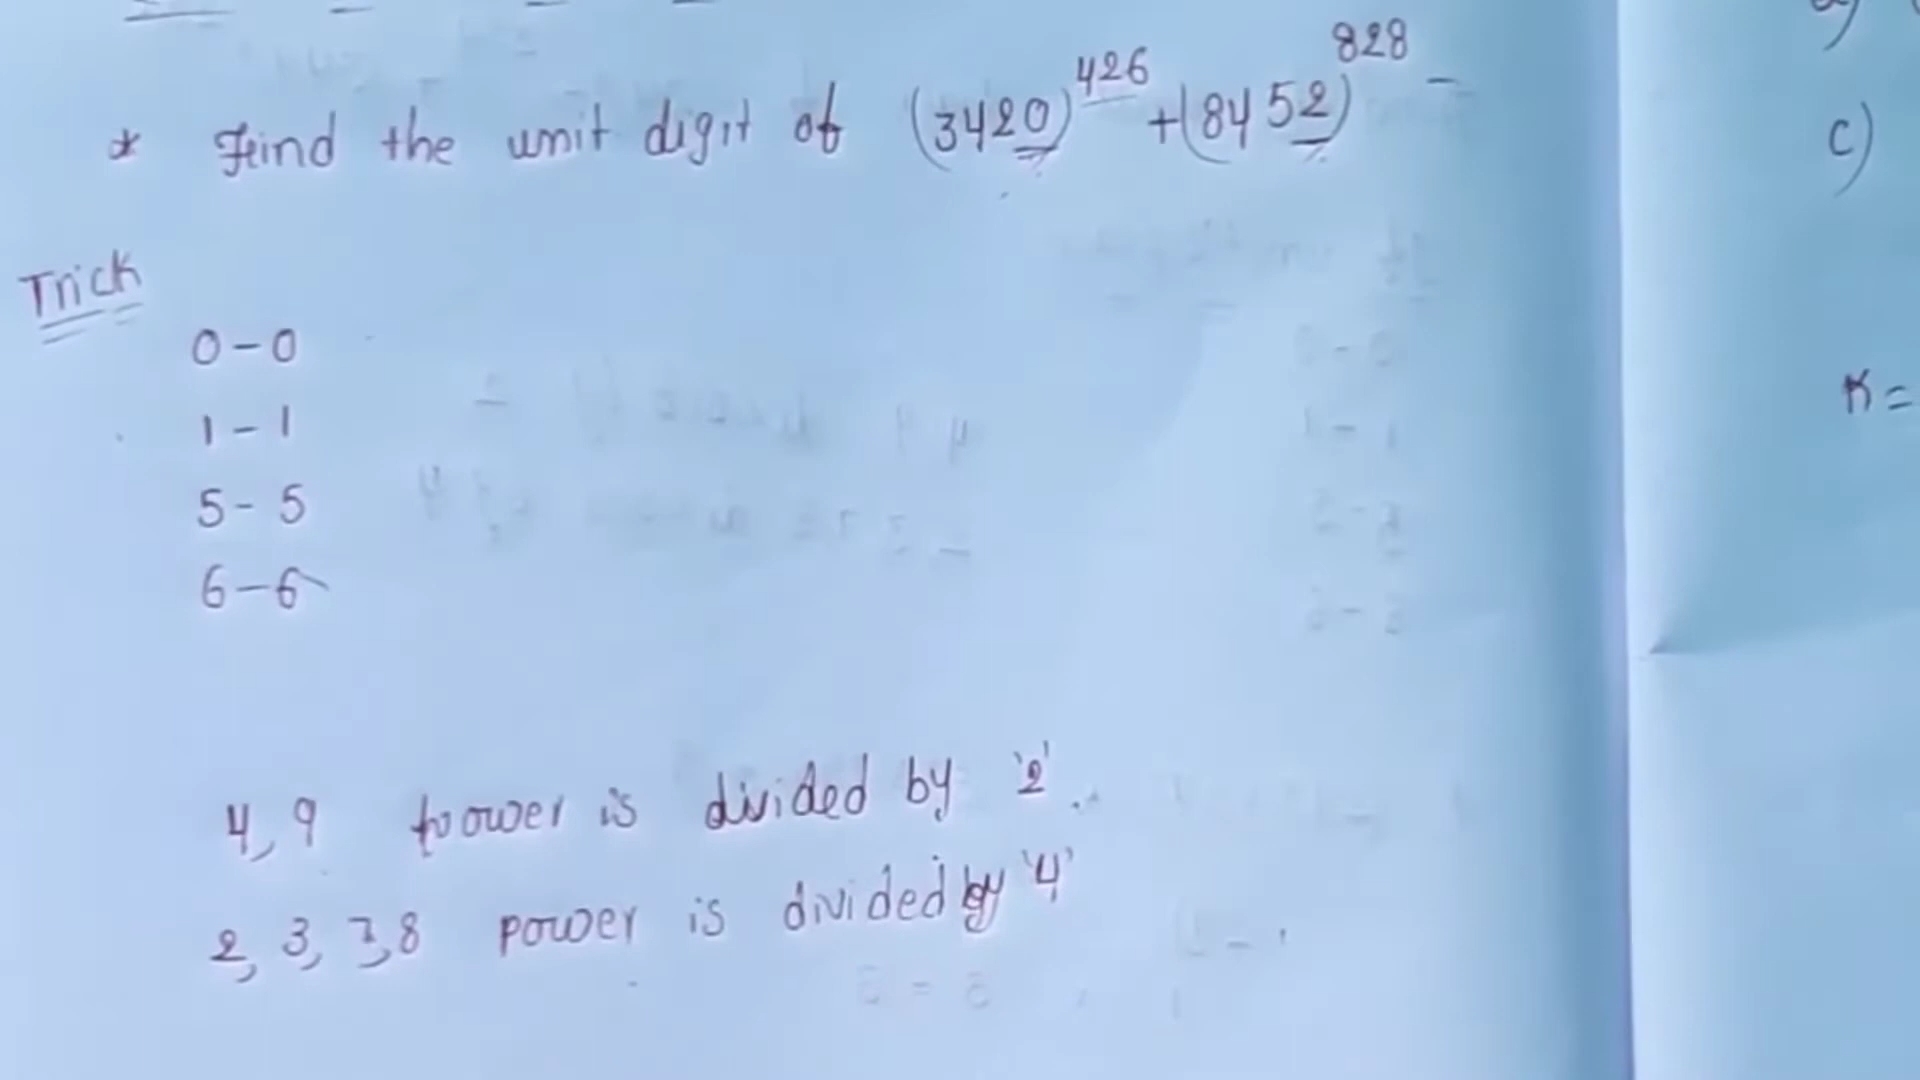 * Find the unit digit of (3420)^426 + (8452)^828 -
c)
Trick
0 - 0
K =
1 - 1
5 - 5
6 - 6
4, 9 power is divided by '2'.
2, 3, 7, 8 power is divided by '4'